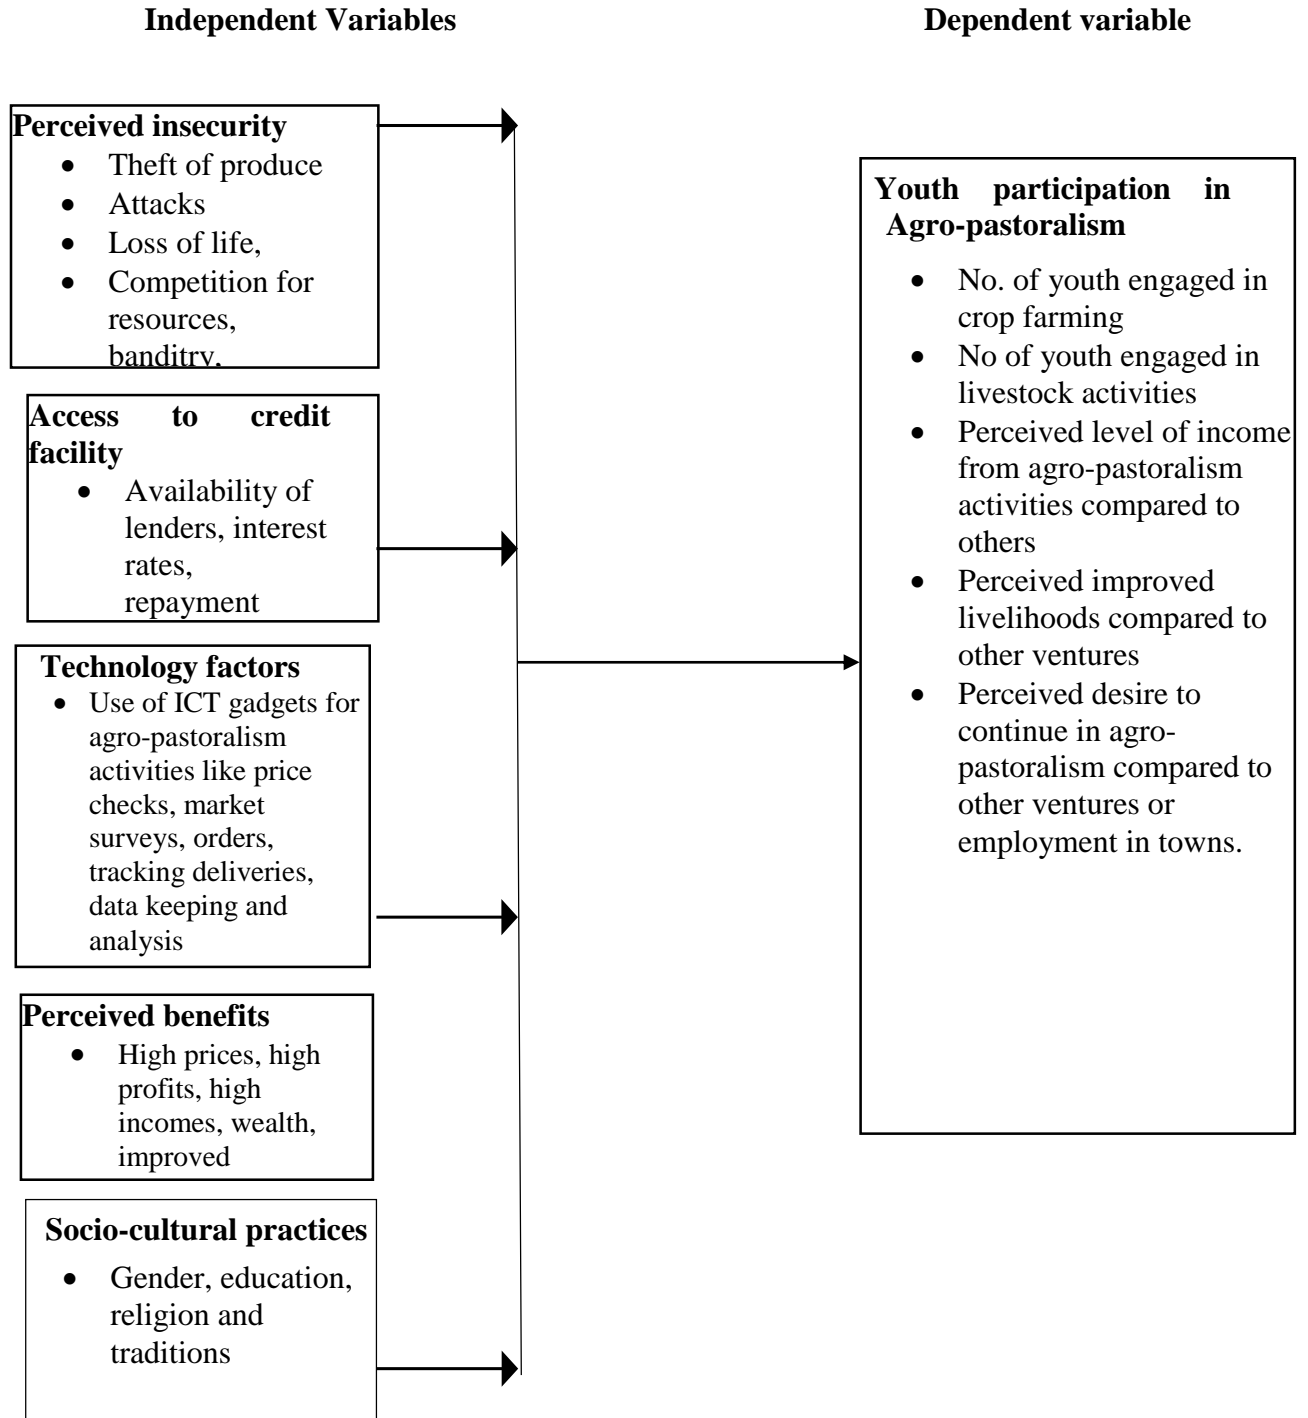 Independent Variables
Dependent variable
Perceived insecurity
• Theft of produce
• Attacks
• Loss of life,
• Competition for
resources,
banditry,
Access to credit
facility
• Availability of
lenders, interest
rates,
repayment
Technology factors
• Use of ICT gadgets for
agro-pastoralism
activities like price
checks, market
surveys, orders,
tracking deliveries,
data keeping and
analysis
Perceived benefits
• High prices, high
profits, high
incomes, wealth,
improved
Socio-cultural practices
• Gender, education,
religion and
traditions
Youth participation in
Agro-pastoralism
• No. of youth engaged in
crop farming
• No of youth engaged in
livestock activities
• Perceived level of income
from agro-pastoralism
activities compared to
others
• Perceived improved
livelihoods compared to
other ventures
• Perceived desire to
continue in agro-
pastoralism compared to
other ventures or
employment in towns.